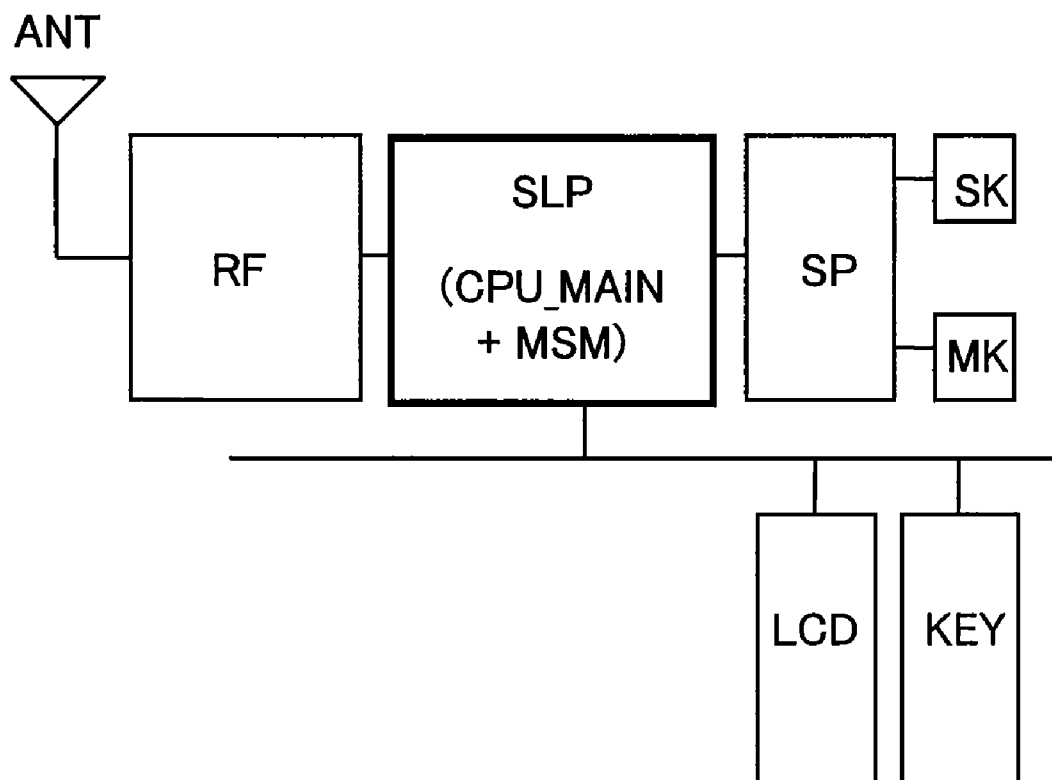 ANT
RF
SLP
(CPU_MAIN
+ MSM)
SP
SK
MK
LCD
KEY